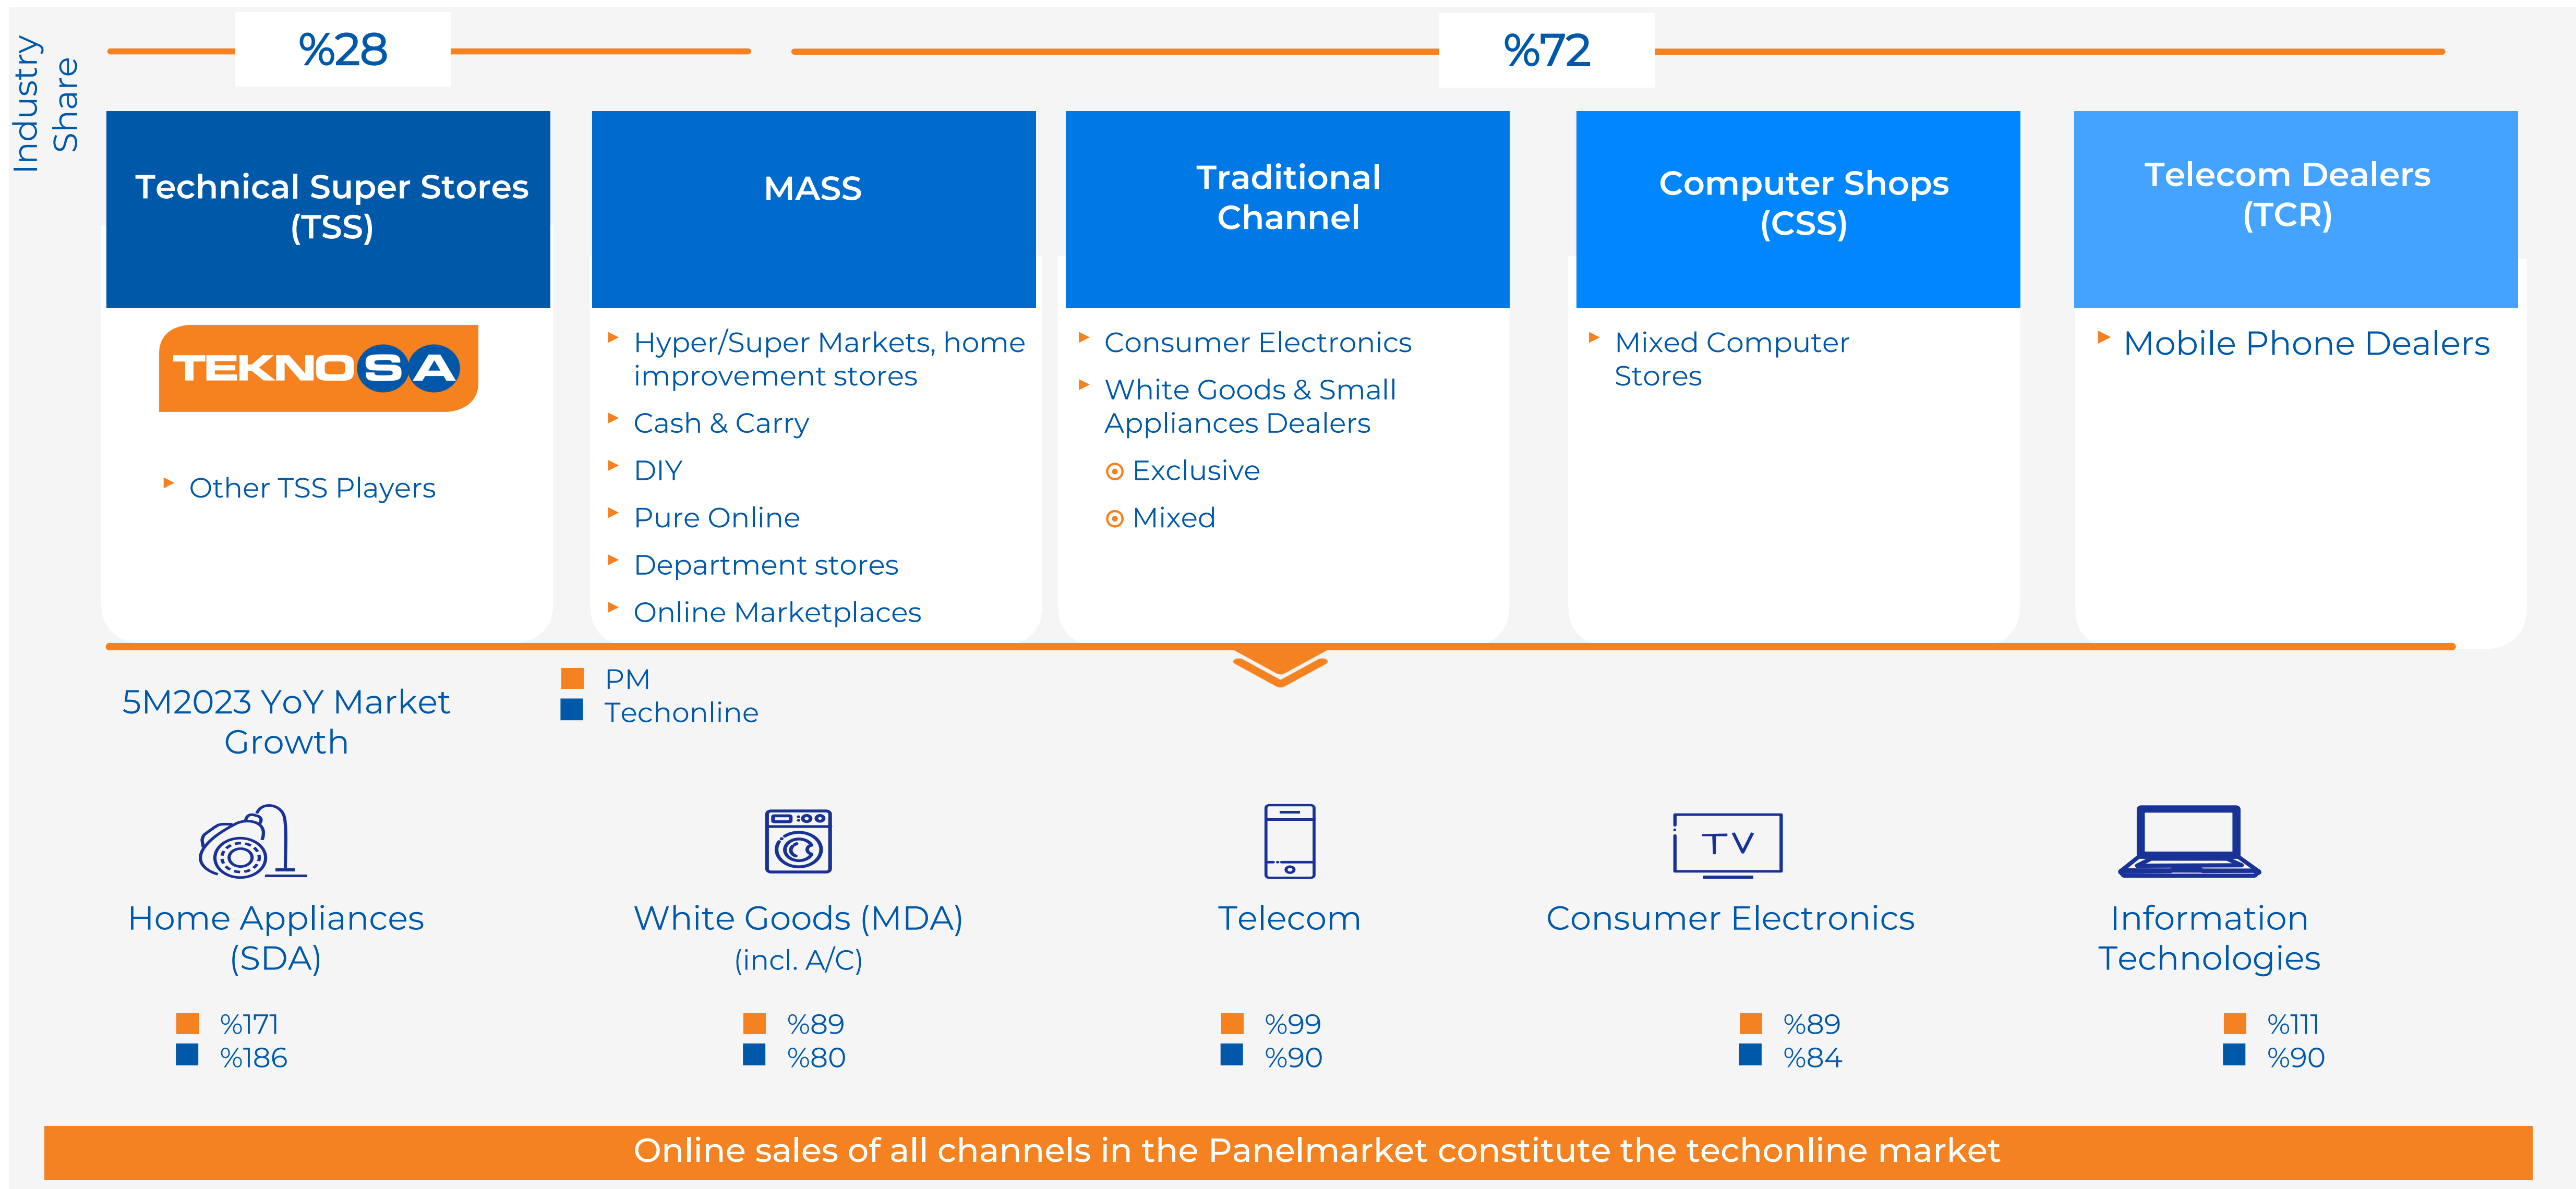 Industry
Share
%28
%72
Technical Super Stores
(TSS)
MASS
Traditional
Channel
Computer Shops
(CSS)
Telecom Dealers
(TCR)
TEKNOSA
Other TSS Players
Hyper/Super Markets, home
improvement stores
Cash & Carry
DIY
Pure Online
Department stores
Online Marketplaces
Consumer Electronics
White Goods & Small
Appliances Dealers
Exclusive
Mixed
Mixed Computer
Stores
Mobile Phone Dealers
5M2023 YoY Market
Growth
PM
Techonline
TV
Home Appliances
(SDA)
%171
%186
White Goods (MDA)
(incl. A/C)
%89
%80
Telecom
%99
%90
Consumer Electronics
%89
%84
Information
Technologies
%111
%90
Online sales of all channels in the Panelmarket constitute the techonline market